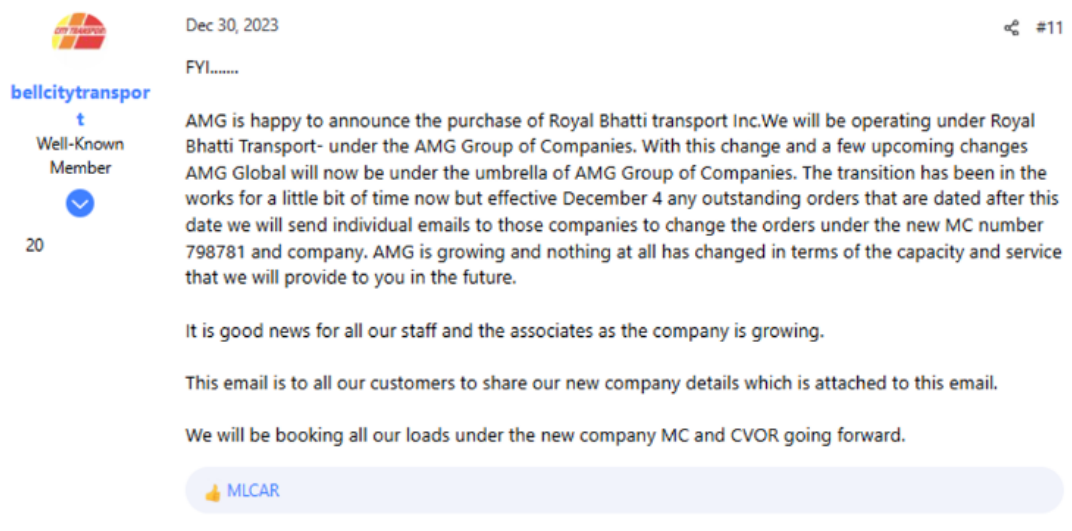 CITY TRANSPORT
Dec 30, 2023
#11
bellcitytranspor
t
Well-Known
Member
20
FYI.......
AMG is happy to announce the purchase of Royal Bhatti transport Inc.We will be operating under Royal
Bhatti Transport- under the AMG Group of Companies. With this change and a few upcoming changes
AMG Global will now be under the umbrella of AMG Group of Companies. The transition has been in the
works for a little bit of time now but effective December 4 any outstanding orders that are dated after this
date we will send individual emails to those companies to change the orders under the new MC number
798781 and company. AMG is growing and nothing at all has changed in terms of the capacity and service
that we will provide to you in the future.
It is good news for all our staff and the associates as the company is growing.
This email is to all our customers to share our new company details which is attached to this email.
We will be booking all our loads under the new company MC and CVOR going forward.
MLCAR